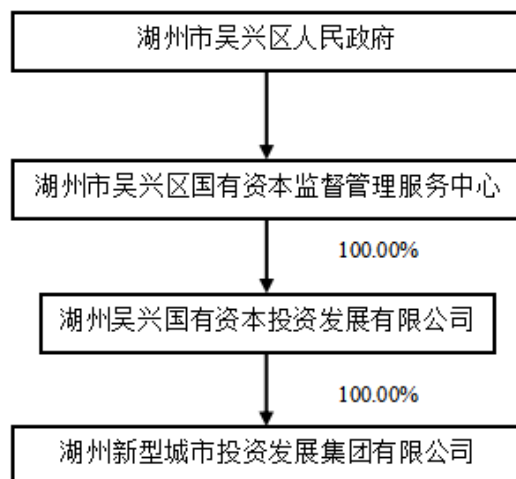 湖州市吴兴区人民政府
湖州市吴兴区国有资本监督管理服务中心
100.00%
湖州吴兴国有资本投资发展有限公司
100.00%
湖州新型城市投资发展集团有限公司